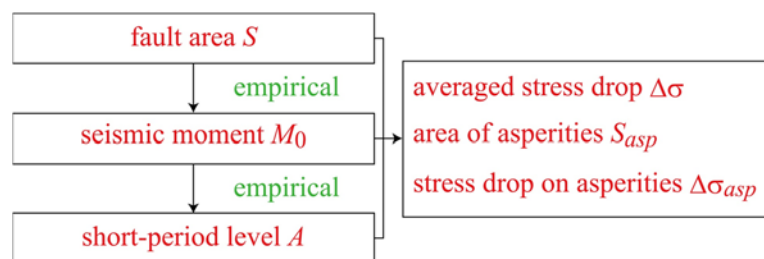 fault area S
empirical
seismic moment M0
empirical
short-period level A
averaged stress drop Δσ
area of asperities Sasp
stress drop on asperities Δσasp